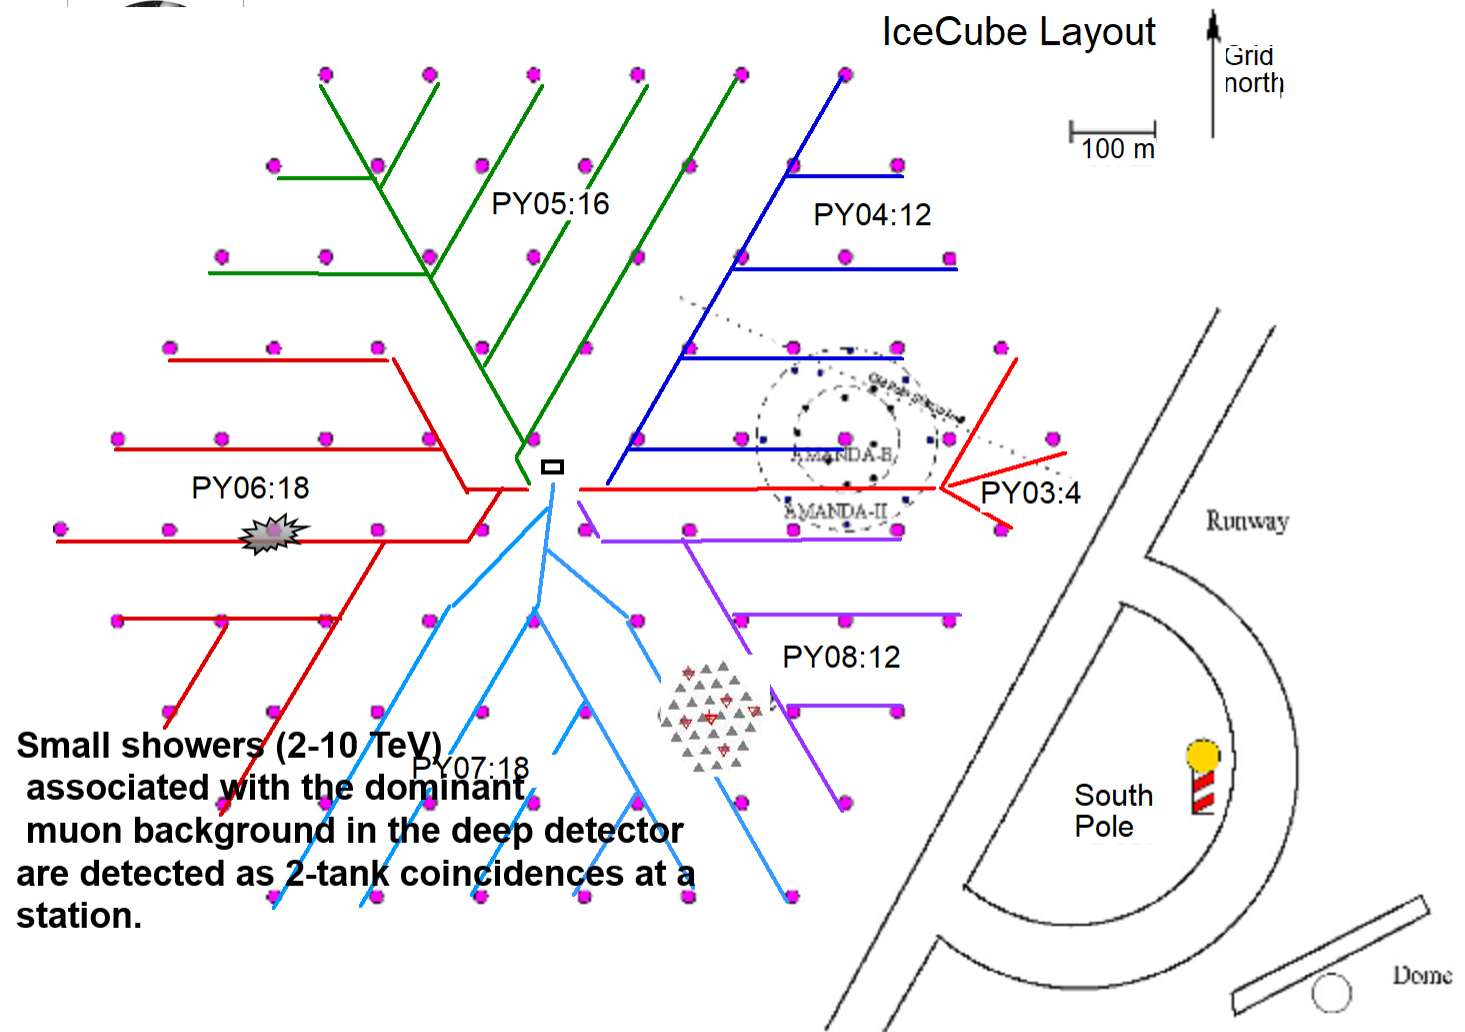 IceCube Layout
Grid
north
100 m
PY05:16
PY04:12
AMANDA-B
PY06:18
PY03:4
AMANDA-II
Runway
PY08:12
Small showers (2-10 TeV)
PY07:18
associated with the dominant
muon background in the deep detector
are detected as 2-tank coincidences at a
station.
South
Pole
Dome